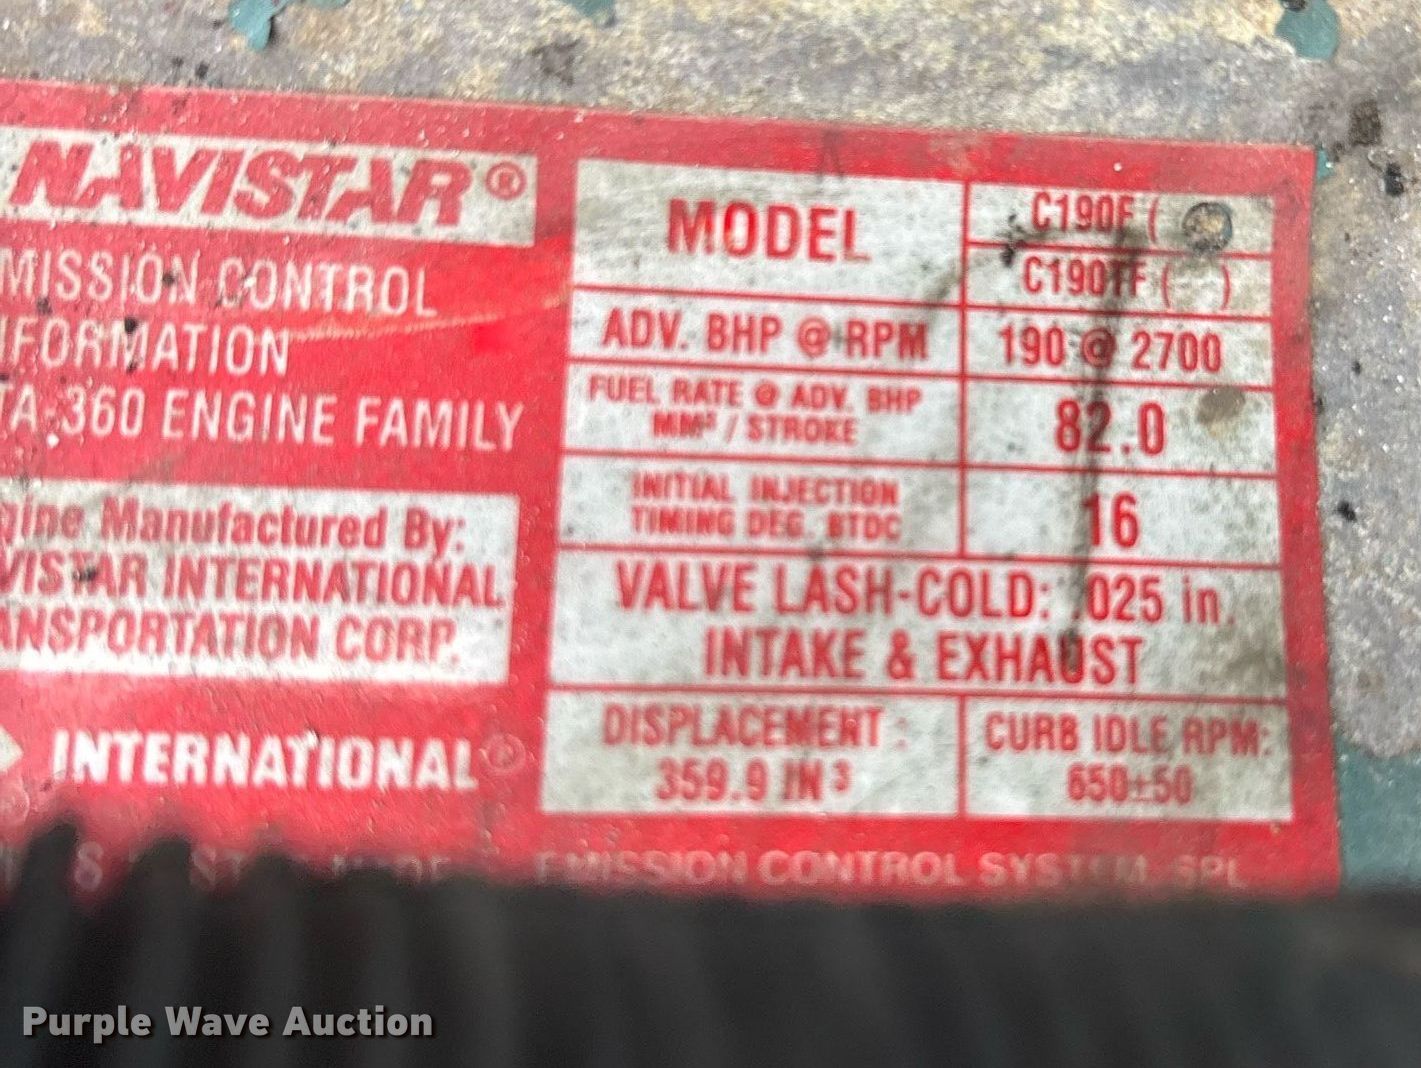 NAVISTAR®
MISSION CONTROL
FORMATION
TA-360 ENGINE FAMILY
gine Manufactured By:
VISTAR INTERNATIONAL
ANSPORTATION CORP.
INTERNATIONAL®
MODEL
C190F (
C190TF ( )
ADV. BHP @ RPM
190 @ 2700
FUEL RATE @ ADV. BHP
MM³ / STROKE
82.0
INITIAL INJECTION
TIMING DEG. BTDC
16
VALVE LASH-COLD: .025 in.
INTAKE & EXHAUST
DISPLACEMENT :
359.9 IN³
CURB IDLE RPM:
650±50
EMISSION CONTROL SYSTEM, SPL
Purple Wave Auction